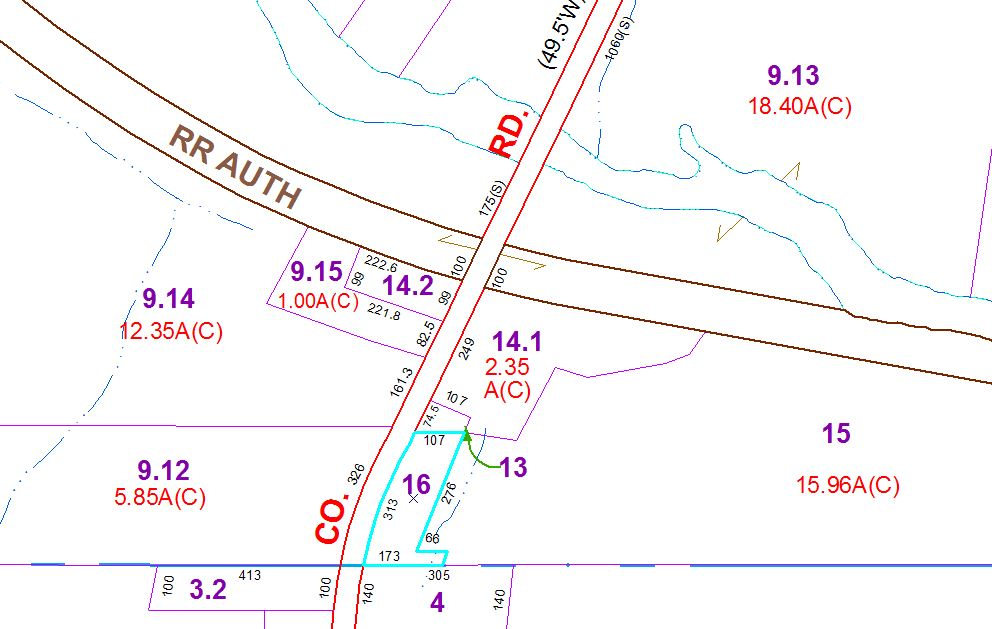 (49.5'W)
1060(S)
9.13
18.40A(C)
RD.
RR AUTH
175(S)
9.15
1.00A(C)
222.6
99
14.2
221.8
100
99
100
82.5
9.14
12.35A(C)
249
14.1
2.35
A(C)
161.3
107
74.5
107
13
15
15.96A(C)
9.12
5.85A(C)
326
16
276
313
CO.
66
173
305
413
100
3.2
100
140
4
140